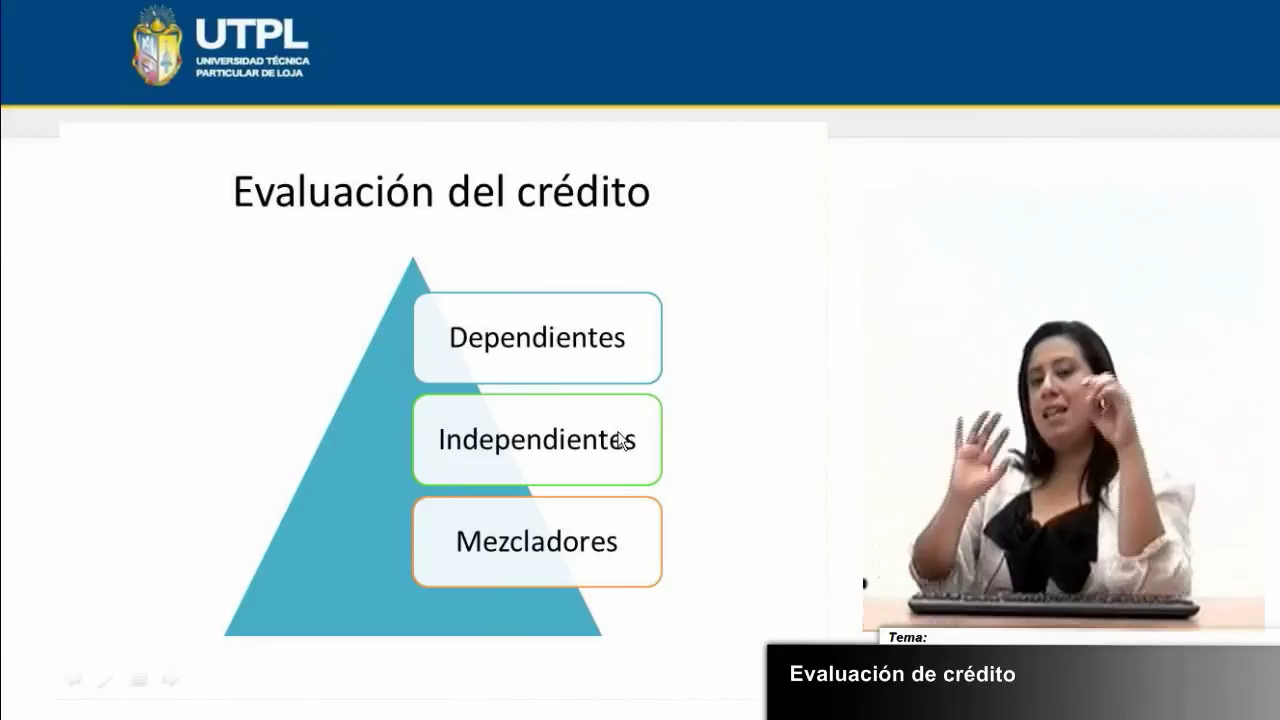 UTPL
UNIVERSIDAD TÉCNICA
PARTICULAR DE LOJA
Evaluación del crédito
Dependientes
Independientes
Mezcladores
Tema:
Evaluación de crédito